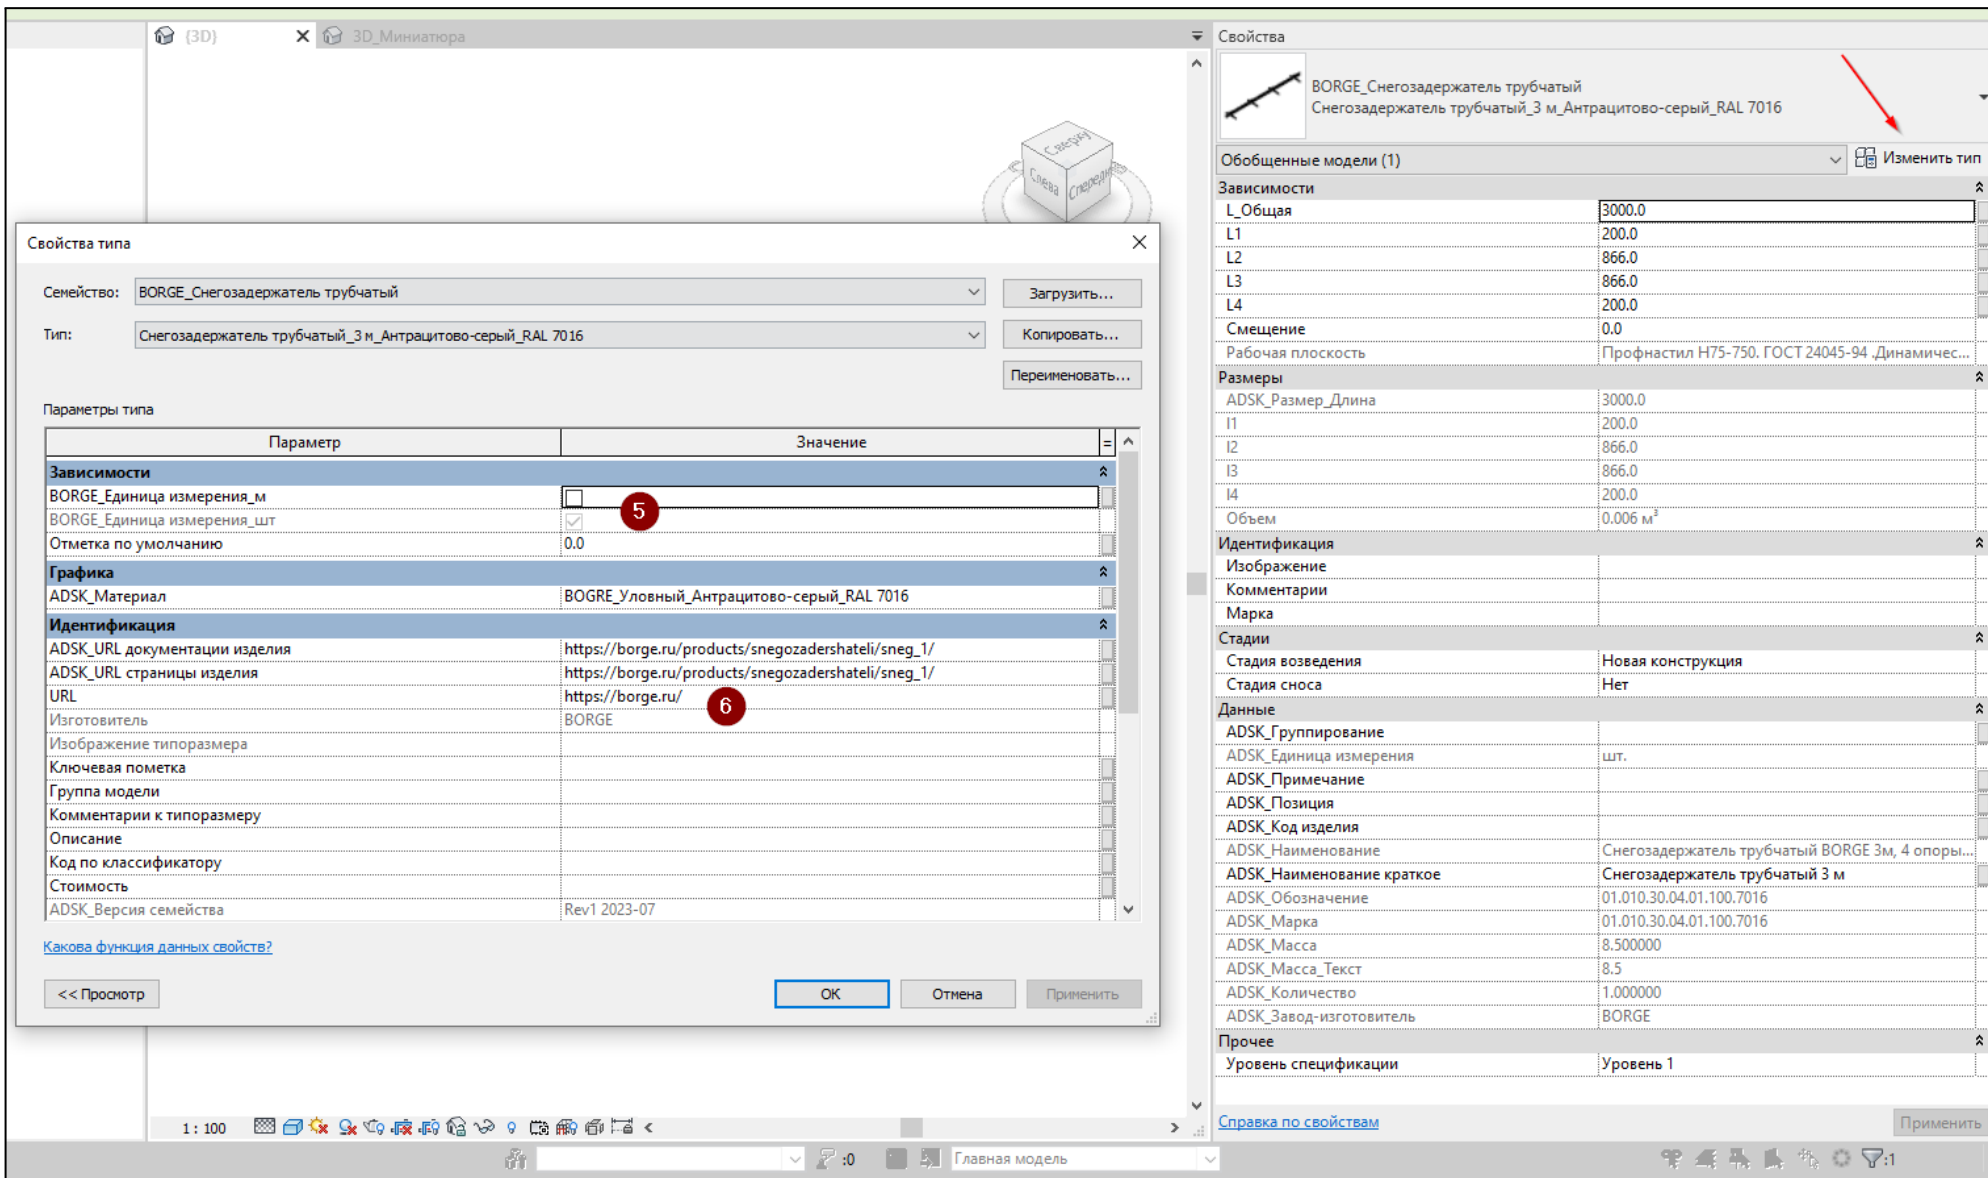 {3D}
3D_Миниатюра
Сверху
Слева
Спереди
Свойства типа
Семейство: BORGE_Снегозадержатель трубчатый Загрузить...
Тип: Снегозадержатель трубчатый_3 м_Антрацитово-серый_RAL 7016 Копировать...
Переименовать...
Параметры типа
Параметр Значение =
Зависимости
BORGE_Единица измерения_м
5
BORGE_Единица измерения_шт
Отметка по умолчанию 0.0
Графика
ADSK_Материал BOGRE_Уловный_Антрацитово-серый_RAL 7016
Идентификация
ADSK_URL документации изделия https://borge.ru/products/snegozadershateli/sneg_1/
ADSK_URL страницы изделия https://borge.ru/products/snegozadershateli/sneg_1/
URL https://borge.ru/
6
Изготовитель BORGE
Изображение типоразмера
Ключевая пометка
Группа модели
Комментарии к типоразмеру
Описание
Код по классификатору
Стоимость
ADSK_Версия семейства Rev1 2023-07
Какова функция данных свойств?
<< Просмотр OK Отмена Применить
1 : 100
:0 Главная модель :1
Свойства
BORGE_Снегозадержатель трубчатый
Снегозадержатель трубчатый_3 м_Антрацитово-серый_RAL 7016
Обобщенные модели (1) Изменить тип
Зависимости
L_Общая 3000.0
L1 200.0
L2 866.0
L3 866.0
L4 200.0
Смещение 0.0
Рабочая плоскость Профнастил Н75-750. ГОСТ 24045-94 .Динамичес...
Размеры
ADSK_Размер_Длина 3000.0
l1 200.0
l2 866.0
l3 866.0
l4 200.0
Объем 0.006 м³
Идентификация
Изображение
Комментарии
Марка
Стадии
Стадия возведения Новая конструкция
Стадия сноса Нет
Данные
ADSK_Группирование
ADSK_Единица измерения шт.
ADSK_Примечание
ADSK_Позиция
ADSK_Код изделия
ADSK_Наименование Снегозадержатель трубчатый BORGE 3м, 4 опоры...
ADSK_Наименование краткое Снегозадержатель трубчатый 3 м
ADSK_Обозначение 01.010.30.04.01.100.7016
ADSK_Марка 01.010.30.04.01.100.7016
ADSK_Масса 8.500000
ADSK_Масса_Текст 8.5
ADSK_Количество 1.000000
ADSK_Завод-изготовитель BORGE
Прочее
Уровень спецификации Уровень 1
Справка по свойствам Применить